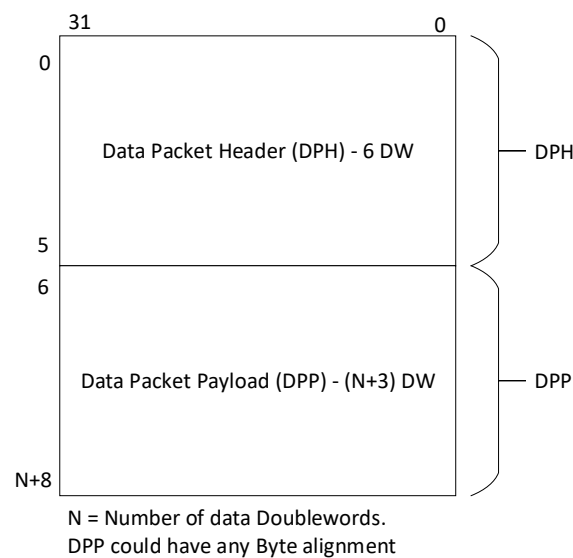 31 0
0
Data Packet Header (DPH) - 6 DW
DPH
5
6
Data Packet Payload (DPP) - (N+3) DW
DPP
N+8
N = Number of data Doublewords.
DPP could have any Byte alignment